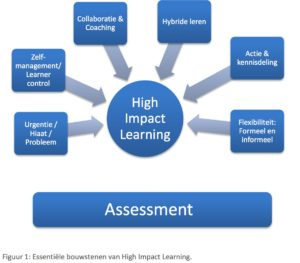 Collaboratie &
Coaching
Hybride leren
Zelf-
management/
Learner
control
Actie &
kennisdeling
High
Impact
Learning
Urgentie /
Hiaat /
Probleem
Flexibiliteit:
Formeel en
informeel
Assessment
Figuur 1: Essentiële bouwstenen van High Impact Learning.